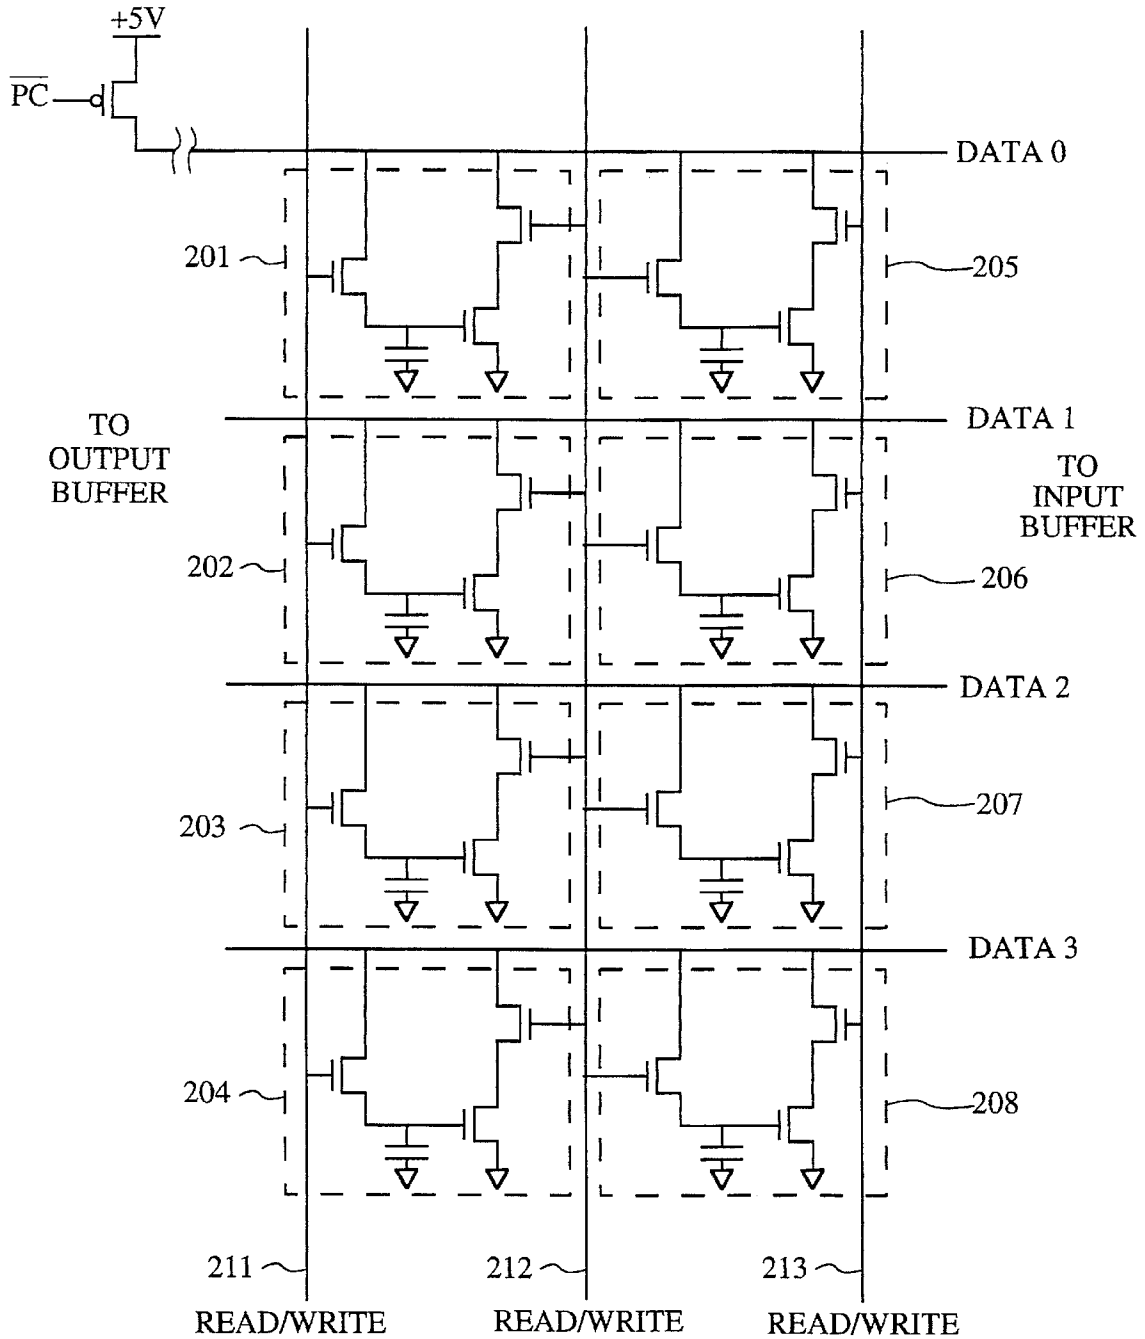 +5V
PC
DATA 0
201
205
DATA 1
TO
OUTPUT
BUFFER
TO
INPUT
BUFFER
202
206
DATA 2
203
207
DATA 3
204
208
211
212
213
READ/WRITE
READ/WRITE
READ/WRITE